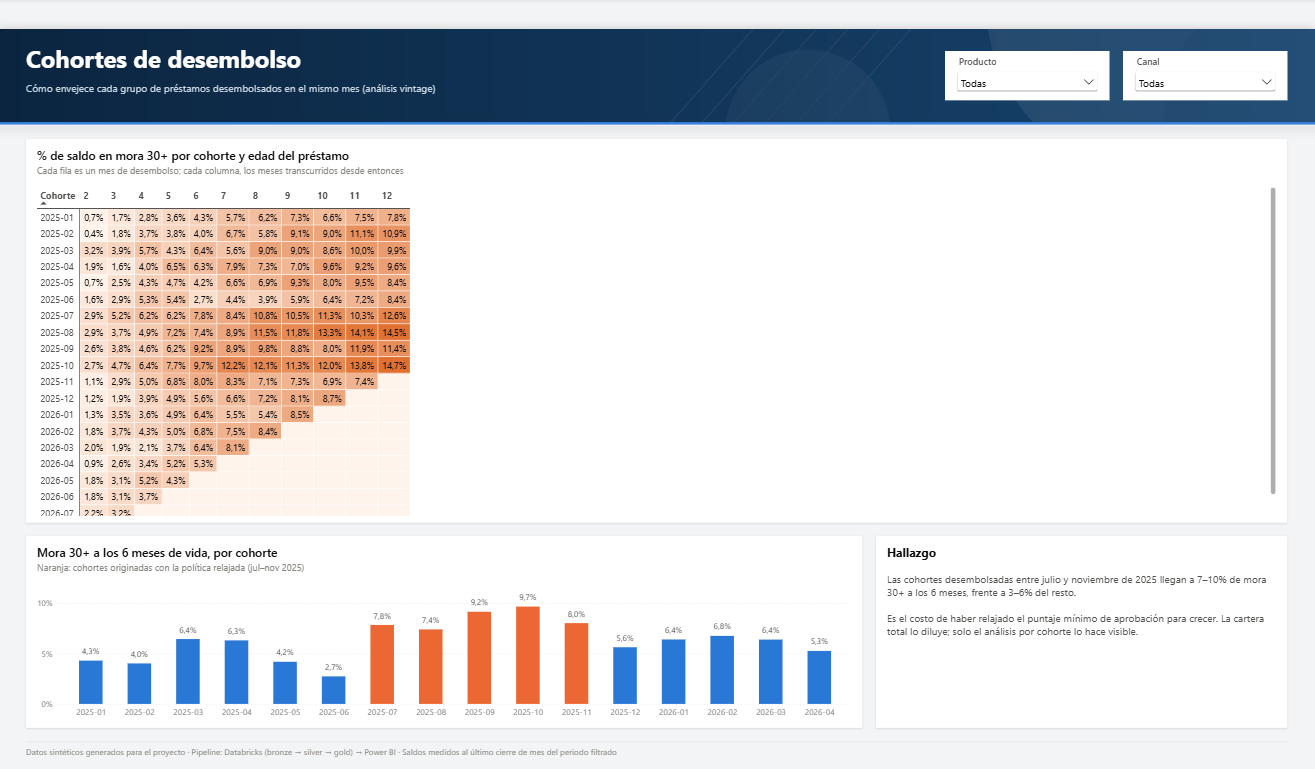 Cohortes de desembolso
Cómo envejece cada grupo de préstamos desembolsados en el mismo mes (análisis vintage)
Producto
Todas
Canal
Todas
% de saldo en mora 30+ por cohorte y edad del préstamo
Cada fila es un mes de desembolso; cada columna, los meses transcurridos desde entonces
Cohorte 2 3 4 5 6 7 8 9 10 11 12
2025-01 0,7% 1,7% 2,8% 3,6% 4,3% 5,7% 6,2% 7,3% 6,6% 7,5% 7,8%
2025-02 0,4% 1,8% 3,7% 3,8% 4,0% 6,7% 5,8% 9,1% 9,0% 11,1% 10,9%
2025-03 3,2% 3,9% 5,7% 4,3% 6,4% 5,6% 9,0% 9,0% 8,6% 10,0% 9,9%
2025-04 1,9% 1,6% 4,0% 6,5% 6,3% 7,9% 7,3% 7,0% 9,6% 9,2% 9,6%
2025-05 0,7% 2,5% 4,3% 4,7% 4,2% 6,6% 6,9% 9,3% 8,0% 9,5% 8,4%
2025-06 1,6% 2,9% 5,3% 5,4% 2,7% 4,4% 3,9% 5,9% 6,4% 7,2% 8,4%
2025-07 2,9% 5,2% 6,2% 6,2% 7,8% 8,4% 10,8% 10,5% 11,3% 10,3% 12,6%
2025-08 2,9% 3,7% 4,9% 7,2% 7,4% 8,9% 11,5% 11,8% 13,3% 14,1% 14,5%
2025-09 2,6% 3,8% 4,6% 6,2% 9,2% 8,9% 9,8% 8,8% 8,0% 11,9% 11,4%
2025-10 2,7% 4,7% 6,4% 7,7% 9,7% 12,2% 12,1% 11,3% 12,0% 13,8% 14,7%
2025-11 1,1% 2,9% 5,0% 6,8% 8,0% 8,3% 7,1% 7,3% 6,9% 7,4%
2025-12 1,2% 1,9% 3,9% 4,9% 5,6% 6,6% 7,2% 8,1% 8,7%
2026-01 1,3% 3,5% 3,6% 4,9% 6,4% 5,5% 5,4% 8,5%
2026-02 1,8% 3,7% 4,3% 5,0% 6,8% 7,5% 8,4%
2026-03 2,0% 1,9% 2,1% 3,7% 6,4% 8,1%
2026-04 0,9% 2,6% 3,4% 5,2% 5,3%
2026-05 1,8% 3,1% 5,2% 4,3%
2026-06 1,8% 3,1% 3,7%
2026-07 2,2% 3,2%
Mora 30+ a los 6 meses de vida, por cohorte
Naranja: cohortes originadas con la política relajada (jul–nov 2025)
10%
5%
0%
4,3% 4,0% 6,4% 6,3% 4,2% 2,7% 7,8% 7,4% 9,2% 9,7% 8,0% 5,6% 6,4% 6,8% 6,4% 5,3%
2025-01 2025-02 2025-03 2025-04 2025-05 2025-06 2025-07 2025-08 2025-09 2025-10 2025-11 2025-12 2026-01 2026-02 2026-03 2026-04
Hallazgo
Las cohortes desembolsadas entre julio y noviembre de 2025 llegan a 7–10% de mora
30+ a los 6 meses, frente a 3–6% del resto.
Es el costo de haber relajado el puntaje mínimo de aprobación para crecer. La cartera
total lo diluye; solo el análisis por cohorte lo hace visible.
Datos sintéticos generados para el proyecto · Pipeline: Databricks (bronze → silver → gold) → Power BI · Saldos medidos al último cierre de mes del periodo filtrado